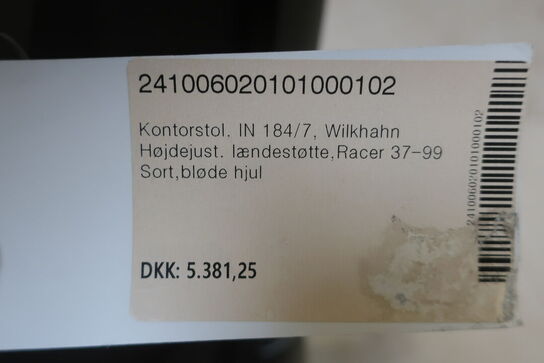 241006020101000102
Kontorstol. IN 184/7, Wilkhahn
Højdejust. lændestøtte,Racer 37-99
Sort,bløde hjul
DKK: 5.381,25
241006020101000102